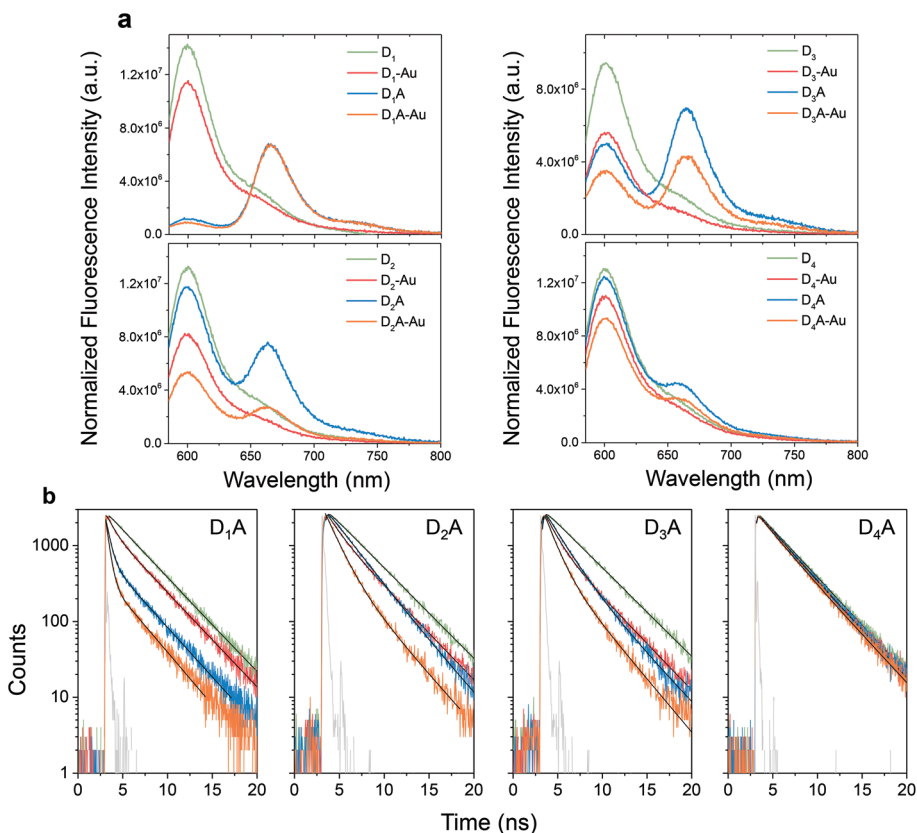 a
Normalized Fluorescence Intensity (a.u.)
1.2x10⁷
8.0x10⁶
4.0x10⁶
0.0
D₁
D₁-Au
D₁A
D₁A-Au
1.2x10⁷
8.0x10⁶
4.0x10⁶
0.0
D₂
D₂-Au
D₂A
D₂A-Au
600 650 700 750 800
Wavelength (nm)
Normalized Fluorescence Intensity (a.u.)
8.0x10⁶
4.0x10⁶
0.0
D₃
D₃-Au
D₃A
D₃A-Au
1.2x10⁷
8.0x10⁶
4.0x10⁶
0.0
D₄
D₄-Au
D₄A
D₄A-Au
600 650 700 750 800
Wavelength (nm)
b
Counts
1000
100
10
1
D₁A
0 5 10 15 20
D₂A
0 5 10 15 20
D₃A
0 5 10 15 20
D₄A
0 5 10 15 20
Time (ns)